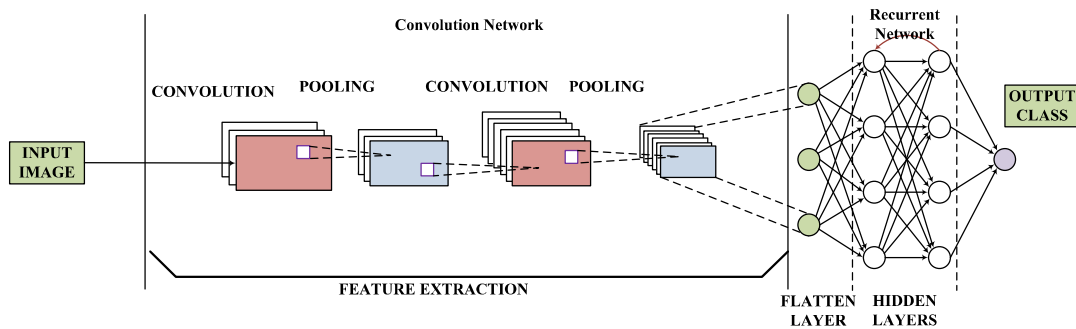 Convolution Network
Recurrent
Network
CONVOLUTION
POOLING
CONVOLUTION
POOLING
INPUT
IMAGE
OUTPUT
CLASS
FEATURE EXTRACTION
FLATTEN
LAYER
HIDDEN
LAYERS